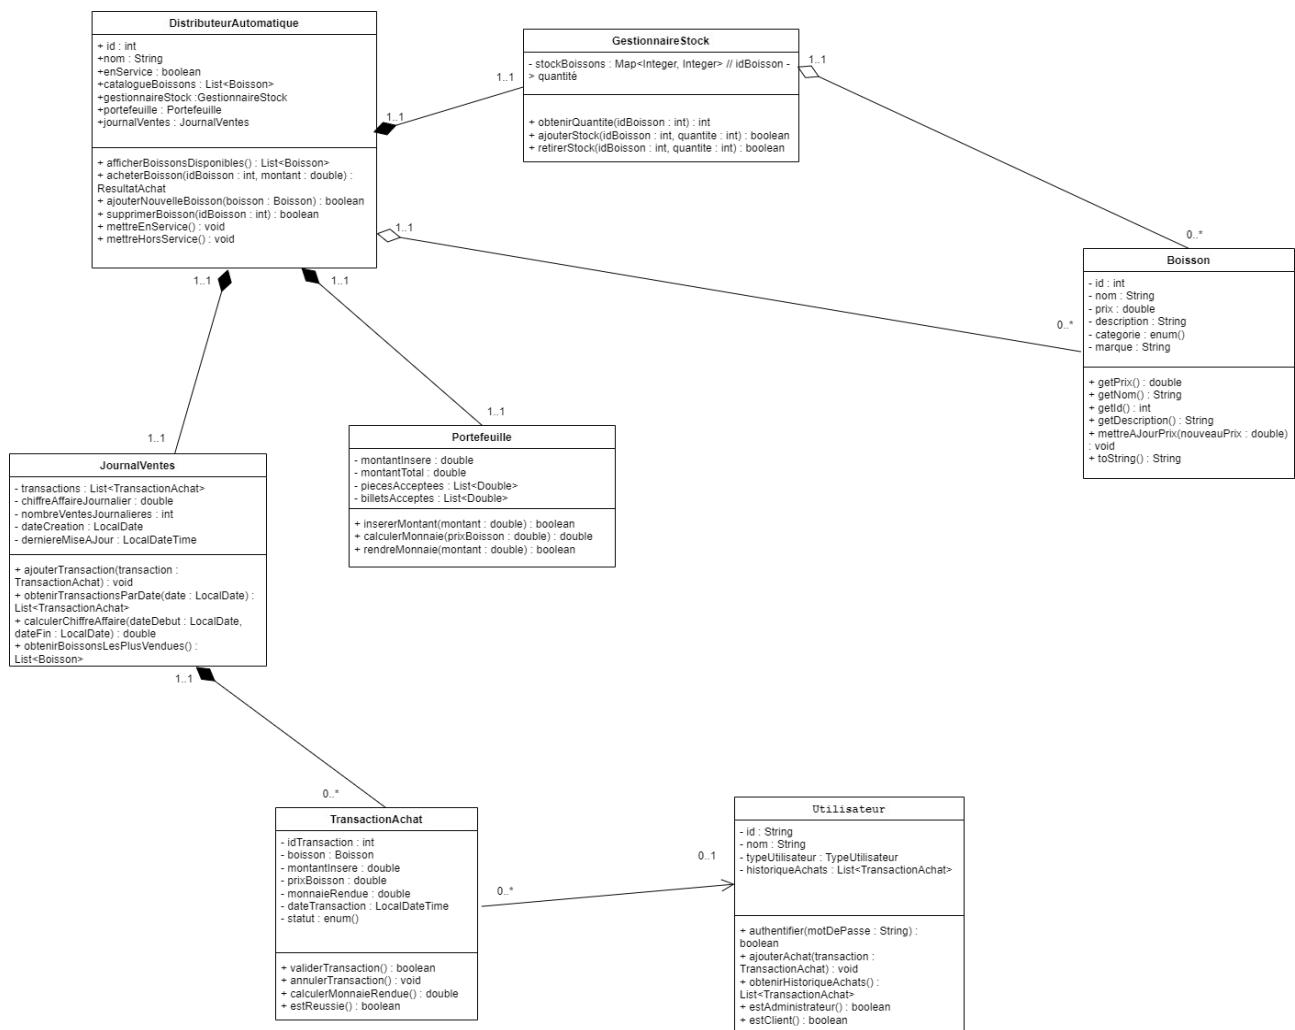 DistributeurAutomatique
+ id : int
+nom : String
+enService : boolean
+catalogueBoissons : List<Boisson>
+gestionnaireStock :GestionnaireStock
+portefeuille : Portefeuille
+journalVentes : JournalVentes
+ afficherBoissonsDisponibles() : List<Boisson>
+ acheterBoisson(idBoisson : int, montant : double) :
ResultatAchat
+ ajouterNouvelleBoisson(boisson : Boisson) : boolean
+ supprimerBoisson(idBoisson : int) : boolean
+ mettreEnService() : void
+ mettreHorsService() : void
1..1
1..1
GestionnaireStock
- stockBoissons : Map<Integer, Integer> // idBoisson -
> quantité
+ obtenirQuantite(idBoisson : int) : int
+ ajouterStock(idBoisson : int, quantite : int) : boolean
+ retirerStock(idBoisson : int, quantite : int) : boolean
1..1
0..*
1..1
0..*
Boisson
- id : int
- nom : String
- prix : double
- description : String
- categorie : enum()
- marque : String
+ getPrix() : double
+ getNom() : String
+ getId() : int
+ getDescription() : String
+ mettreAJourPrix(nouveauPrix : double)
: void
+ toString() : String
1..1
1..1
1..1
1..1
JournalVentes
- transactions : List<TransactionAchat>
- chiffreAffaireJournalier : double
- nombreVentesJournalieres : int
- dateCreation : LocalDate
- derniereMiseAJour : LocalDateTime
+ ajouterTransaction(transaction :
TransactionAchat) : void
+ obtenirTransactionsParDate(date : LocalDate) :
List<TransactionAchat>
+ calculerChiffreAffaire(dateDebut : LocalDate,
dateFin : LocalDate) : double
+ obtenirBoissonsLesPlusVendues() :
List<Boisson>
Portefeuille
- montantInsere : double
- montantTotal : double
- piecesAcceptees : List<Double>
- billetsAcceptes : List<Double>
+ insererMontant(montant : double) : boolean
+ calculerMonnaie(prixBoisson : double) : double
+ rendreMonnaie(montant : double) : boolean
1..1
0..*
TransactionAchat
- idTransaction : int
- boisson : Boisson
- montantInsere : double
- prixBoisson : double
- monnaieRendue : double
- dateTransaction : LocalDateTime
- statut : enum()
+ validerTransaction() : boolean
+ annulerTransaction() : void
+ calculerMonnaieRendue() : double
+ estReussie() : boolean
0..*
0..1
Utilisateur
- id : String
- nom : String
- typeUtilisateur : TypeUtilisateur
- historiqueAchats : List<TransactionAchat>
+ authentifier(motDePasse : String) :
boolean
+ ajouterAchat(transaction :
TransactionAchat) : void
+ obtenirHistoriqueAchats() :
List<TransactionAchat>
+ estAdministrateur() : boolean
+ estClient() : boolean